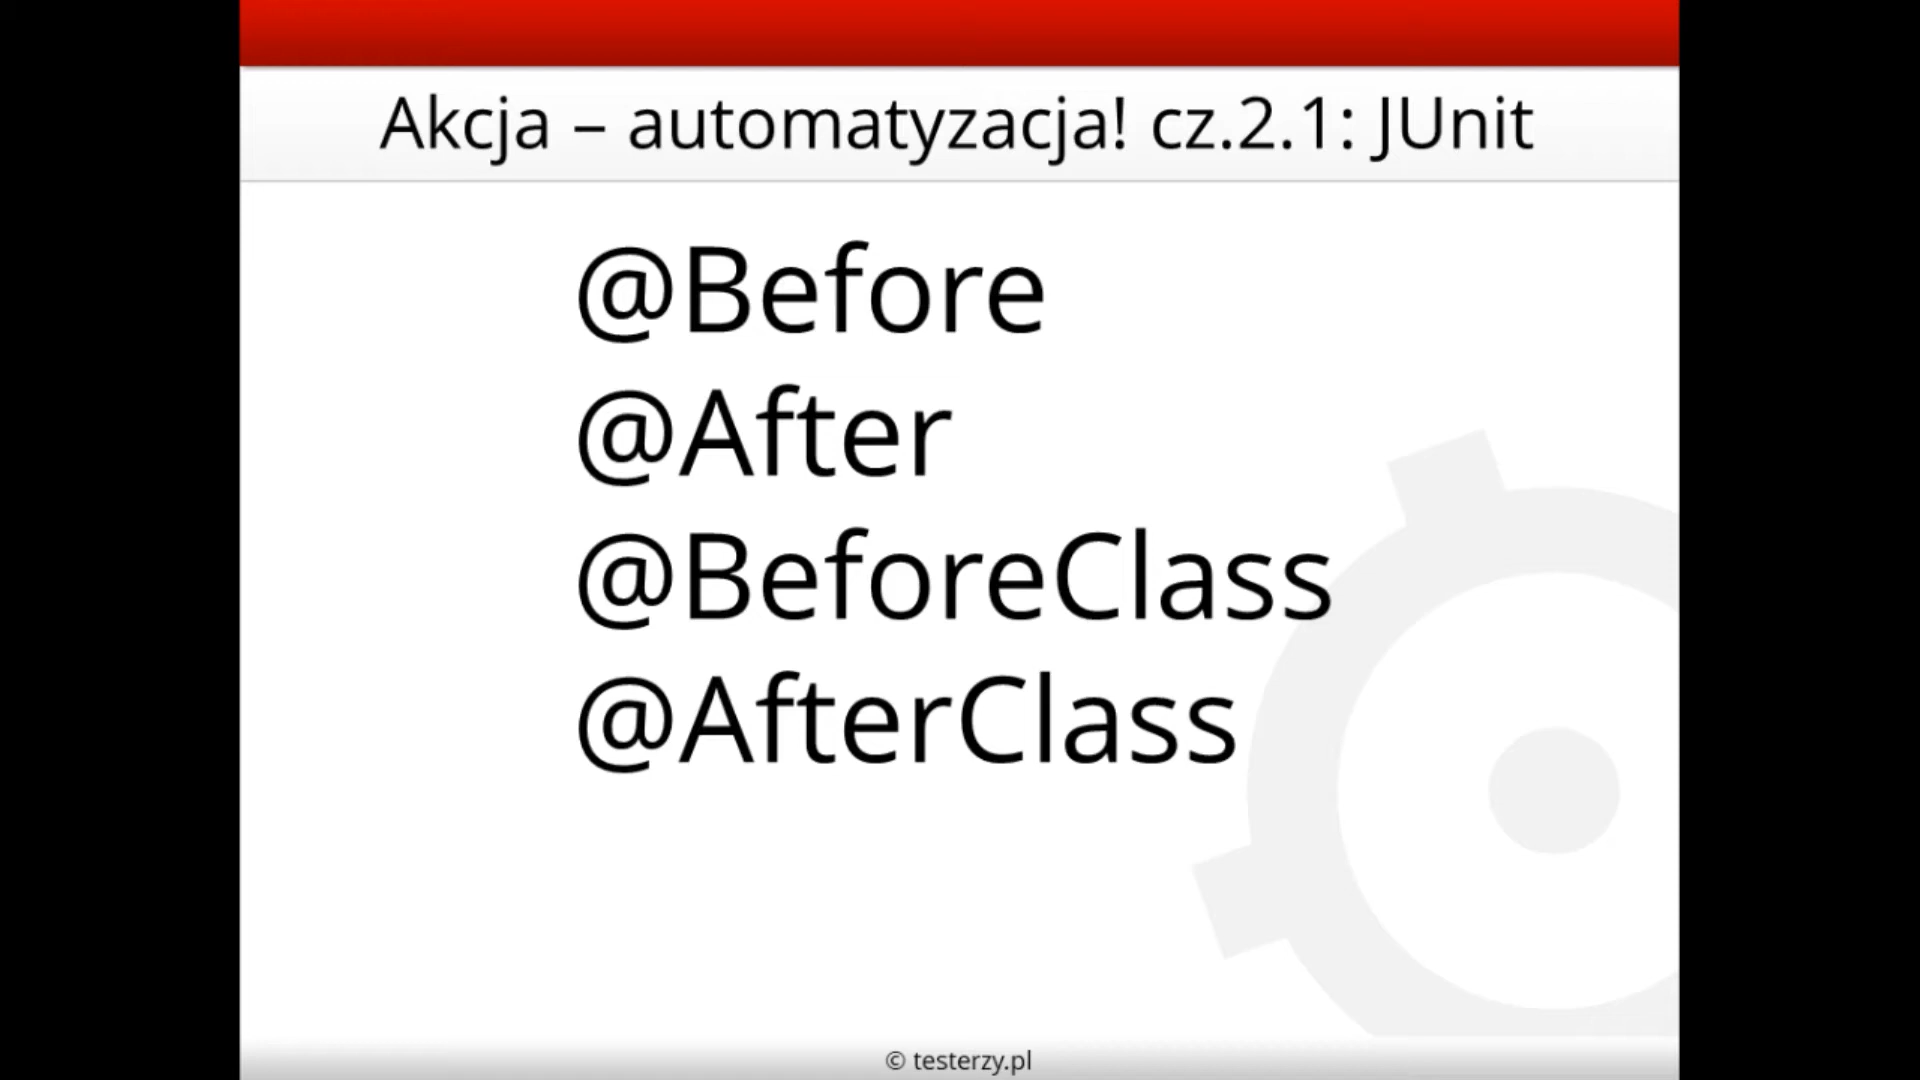 Akcja – automatyzacja! cz.2.1: JUnit
@Before
@After
@BeforeClass
@AfterClass
© testerzy.pl